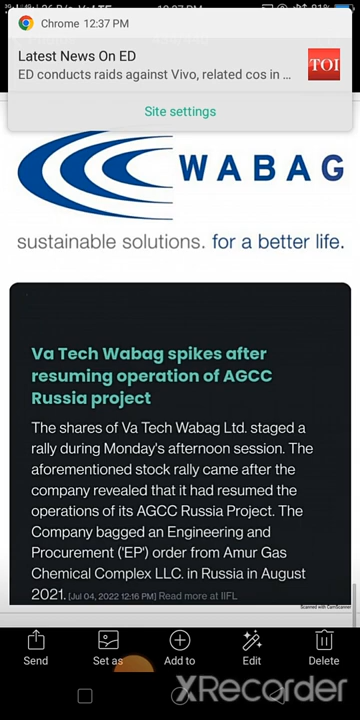 Chrome 12:37 PM
Latest News On ED
ED conducts raids against Vivo, related cos in ...
TOI
Site settings
WABAG
sustainable solutions. for a better life.
Va Tech Wabag spikes after
resuming operation of AGCC
Russia project
The shares of Va Tech Wabag Ltd. staged a
rally during Monday's afternoon session. The
aforementioned stock rally came after the
company revealed that it had resumed the
operations of its AGCC Russia Project. The
Company bagged an Engineering and
Procurement ('EP') order from Amur Gas
Chemical Complex LLC. in Russia in August
2021. [Jul 04, 2022 12:16 PM] Read more at IIFL
Scanned with CamScanner
Send Set as Add to Edit Delete
XRecorder